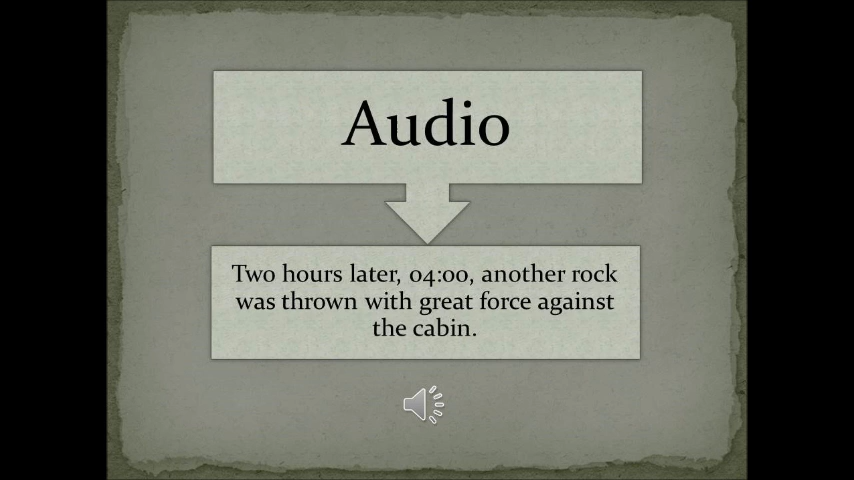 Audio
Two hours later, 04:00, another rock
was thrown with great force against
the cabin.